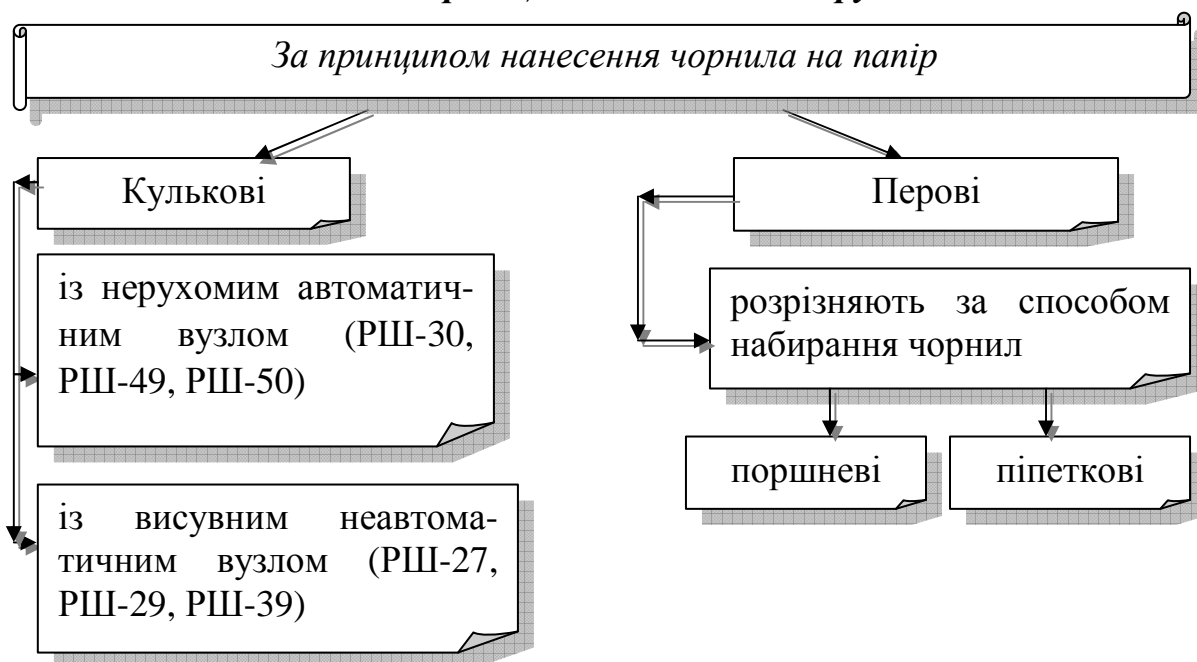 За принципом нанесення чорнила на папір
Кулькові
Перові
із нерухомим автоматич-
ним вузлом (РШ-30,
РШ-49, РШ-50)
розрізняють за способом
набирання чорнил
поршневі
піпеткові
із висувним неавтома-
тичним вузлом (РШ-27,
РШ-29, РШ-39)